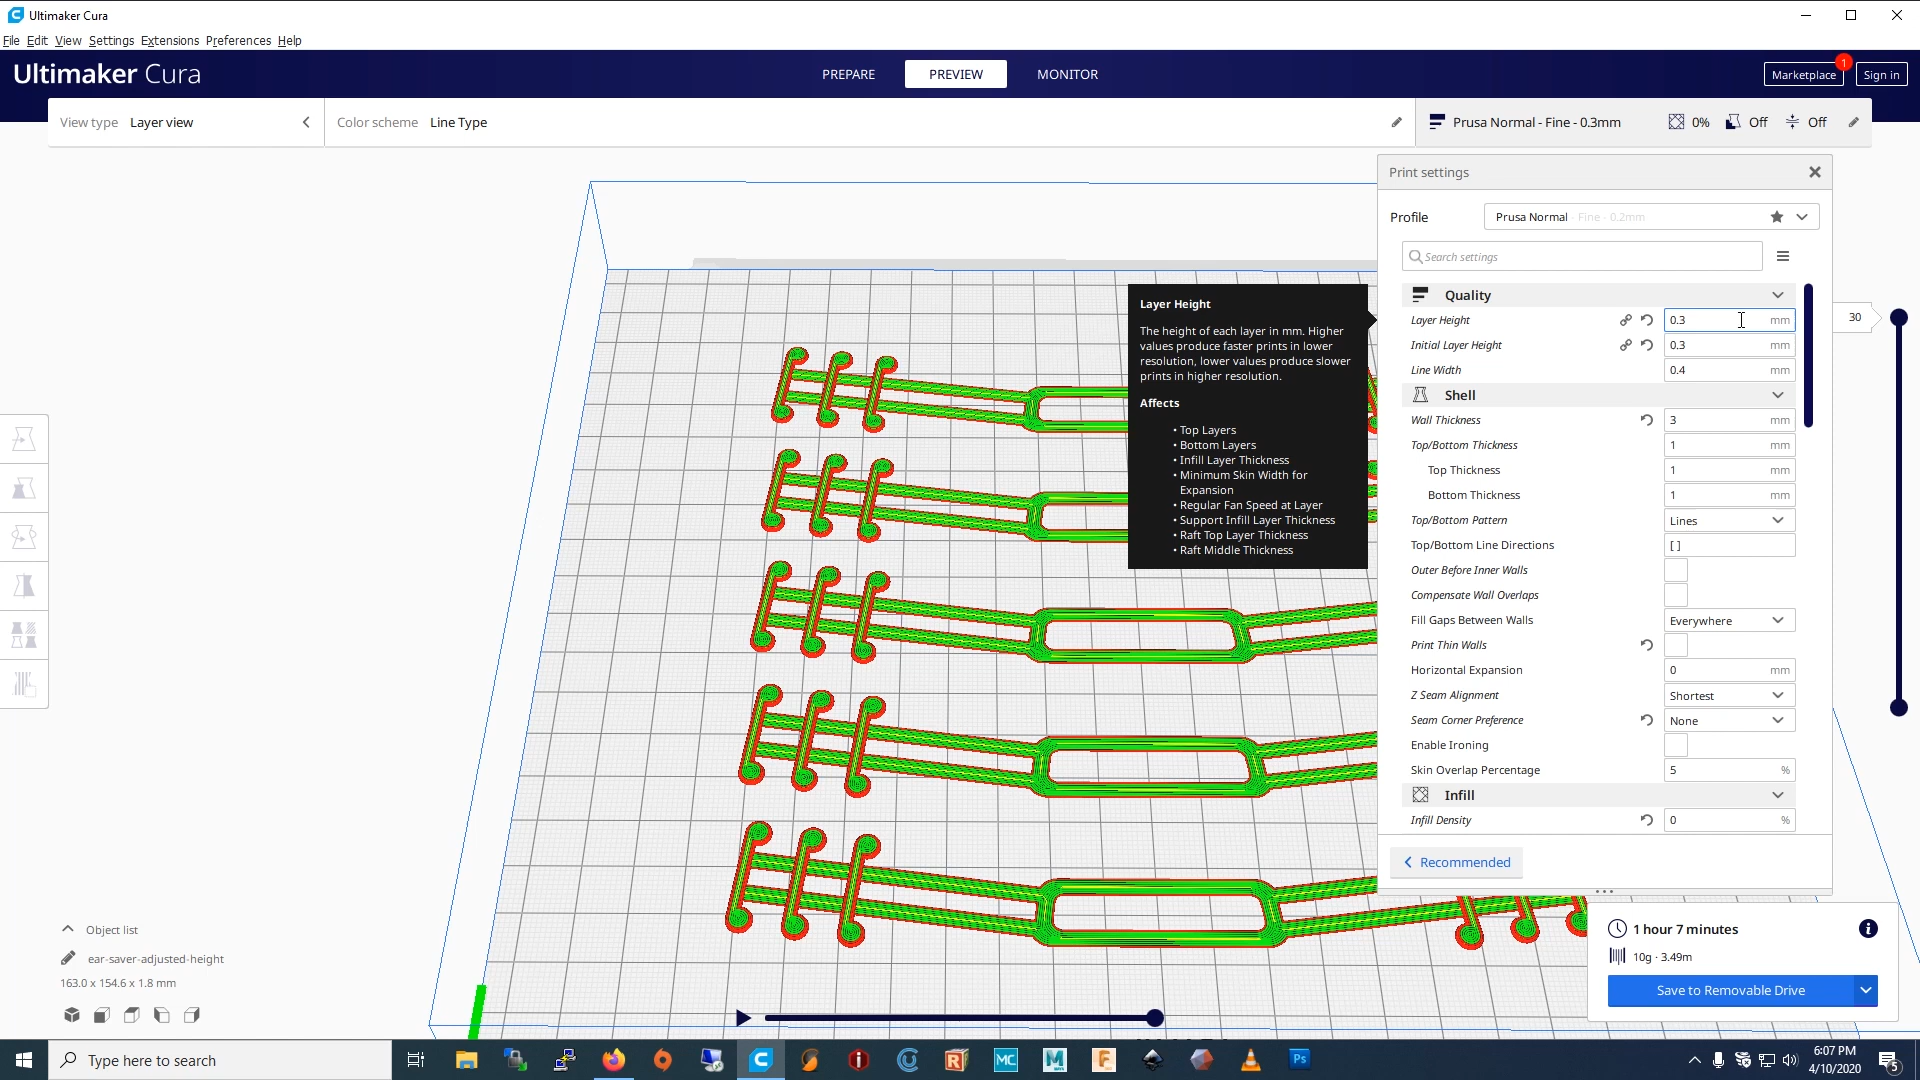 Ultimaker Cura
File Edit View Settings Extensions Preferences Help
Ultimaker Cura
PREPARE
PREVIEW
MONITOR
Marketplace
1
Sign in
View type Layer view
Color scheme Line Type
Prusa Normal - Fine - 0.3mm
0%
Off
Off
Print settings
Profile
Prusa Normal - Fine - 0.2mm
Search settings
Quality
Layer Height 0.3 mm
Initial Layer Height 0.3 mm
Line Width 0.4 mm
Shell
Wall Thickness 3 mm
Top/Bottom Thickness 1 mm
Top Thickness 1 mm
Bottom Thickness 1 mm
Top/Bottom Pattern Lines
Top/Bottom Line Directions [ ]
Outer Before Inner Walls
Compensate Wall Overlaps
Fill Gaps Between Walls Everywhere
Print Thin Walls
Horizontal Expansion 0 mm
Z Seam Alignment Shortest
Seam Corner Preference None
Enable Ironing
Skin Overlap Percentage 5 %
Infill
Infill Density 0 %
Recommended
30
Layer Height
The height of each layer in mm. Higher
values produce faster prints in lower
resolution, lower values produce slower
prints in higher resolution.
Affects
• Top Layers
• Bottom Layers
• Infill Layer Thickness
• Minimum Skin Width for
Expansion
• Regular Fan Speed at Layer
• Support Infill Layer Thickness
• Raft Top Layer Thickness
• Raft Middle Thickness
Object list
ear-saver-adjusted-height
163.0 x 154.6 x 1.8 mm
1 hour 7 minutes
10g · 3.49m
Save to Removable Drive
Type here to search
MC
M
F
Ps
6:07 PM
4/10/2020
5